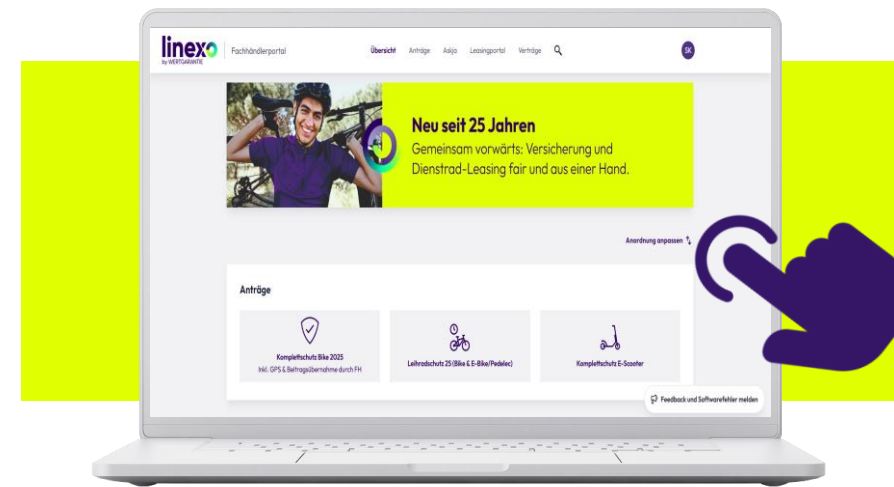 linexo
by WERTGARANTIE
Fachhändlerportal
Übersicht Anträge Askja Leasingportal Verträge
SK
Neu seit 25 Jahren
Gemeinsam vorwärts: Versicherung und
Dienstrad-Leasing fair und aus einer Hand.
Anordnung anpassen
Anträge
Komplettschutz Bike 2025
Inkl. GPS & Beitragsübernahme durch FH
Leihradschutz 25 (Bike & E-Bike/Pedelec)
Komplettschutz E-Scooter
Feedback und Softwarefehler melden